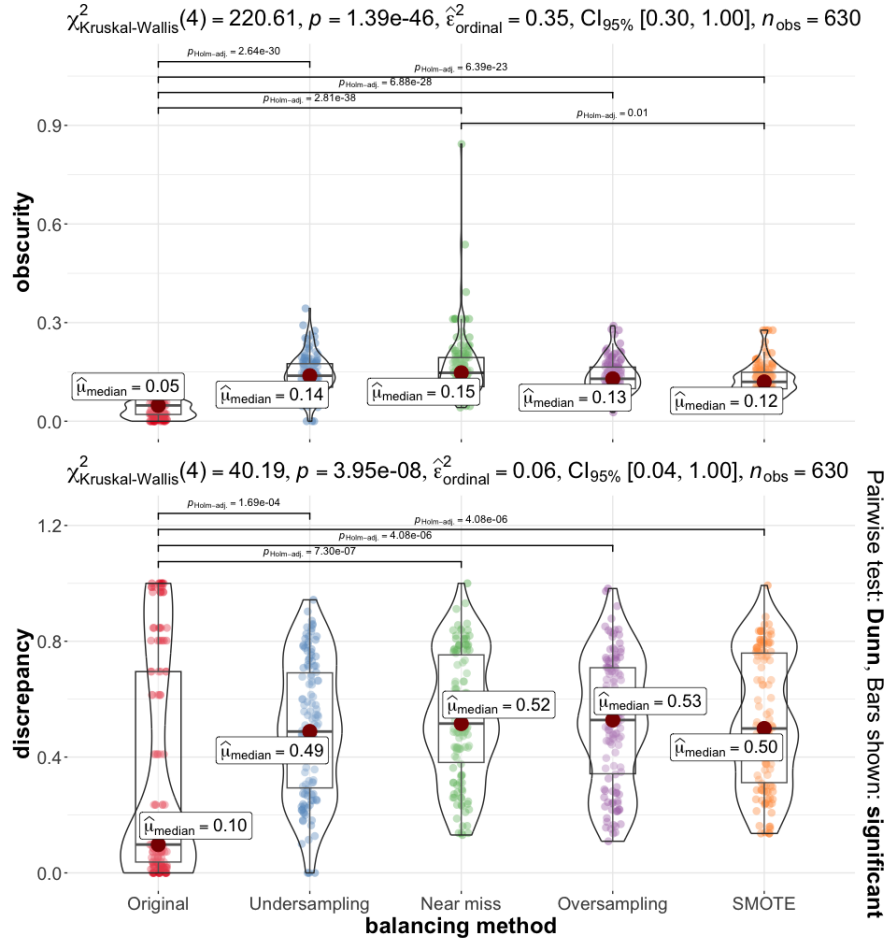 χ²Kruskal-Wallis(4) = 220.61, p = 1.39e-46, ε̂²ordinal = 0.35, CI95% [0.30, 1.00], nobs = 630
pHolm-adj. = 2.64e-30
pHolm-adj. = 6.39e-23
pHolm-adj. = 6.88e-28
pHolm-adj. = 2.81e-38
pHolm-adj. = 0.01
0.9
0.6
0.3
0.0
obscurity
μ̂median = 0.05
μ̂median = 0.14
μ̂median = 0.15
μ̂median = 0.13
μ̂median = 0.12
χ²Kruskal-Wallis(4) = 40.19, p = 3.95e-08, ε̂²ordinal = 0.06, CI95% [0.04, 1.00], nobs = 630
pHolm-adj. = 1.69e-04
pHolm-adj. = 4.08e-06
pHolm-adj. = 4.08e-06
pHolm-adj. = 7.30e-07
1.2
0.8
0.4
0.0
discrepancy
μ̂median = 0.10
μ̂median = 0.49
μ̂median = 0.52
μ̂median = 0.53
μ̂median = 0.50
Original
Undersampling
Near miss
Oversampling
SMOTE
balancing method
Pairwise test: Dunn, Bars shown: significant